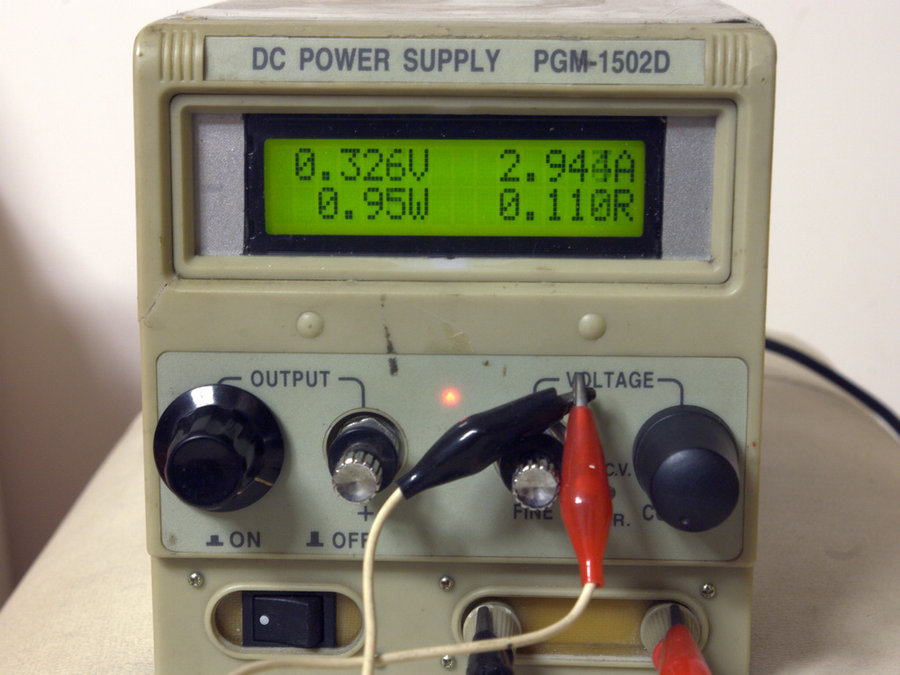 DC POWER SUPPLY PGM-1502D
0.326V 2.944A
0.95W 0.110R
OUTPUT VOLTAGE
C.V.
+ FINE
ON OFF